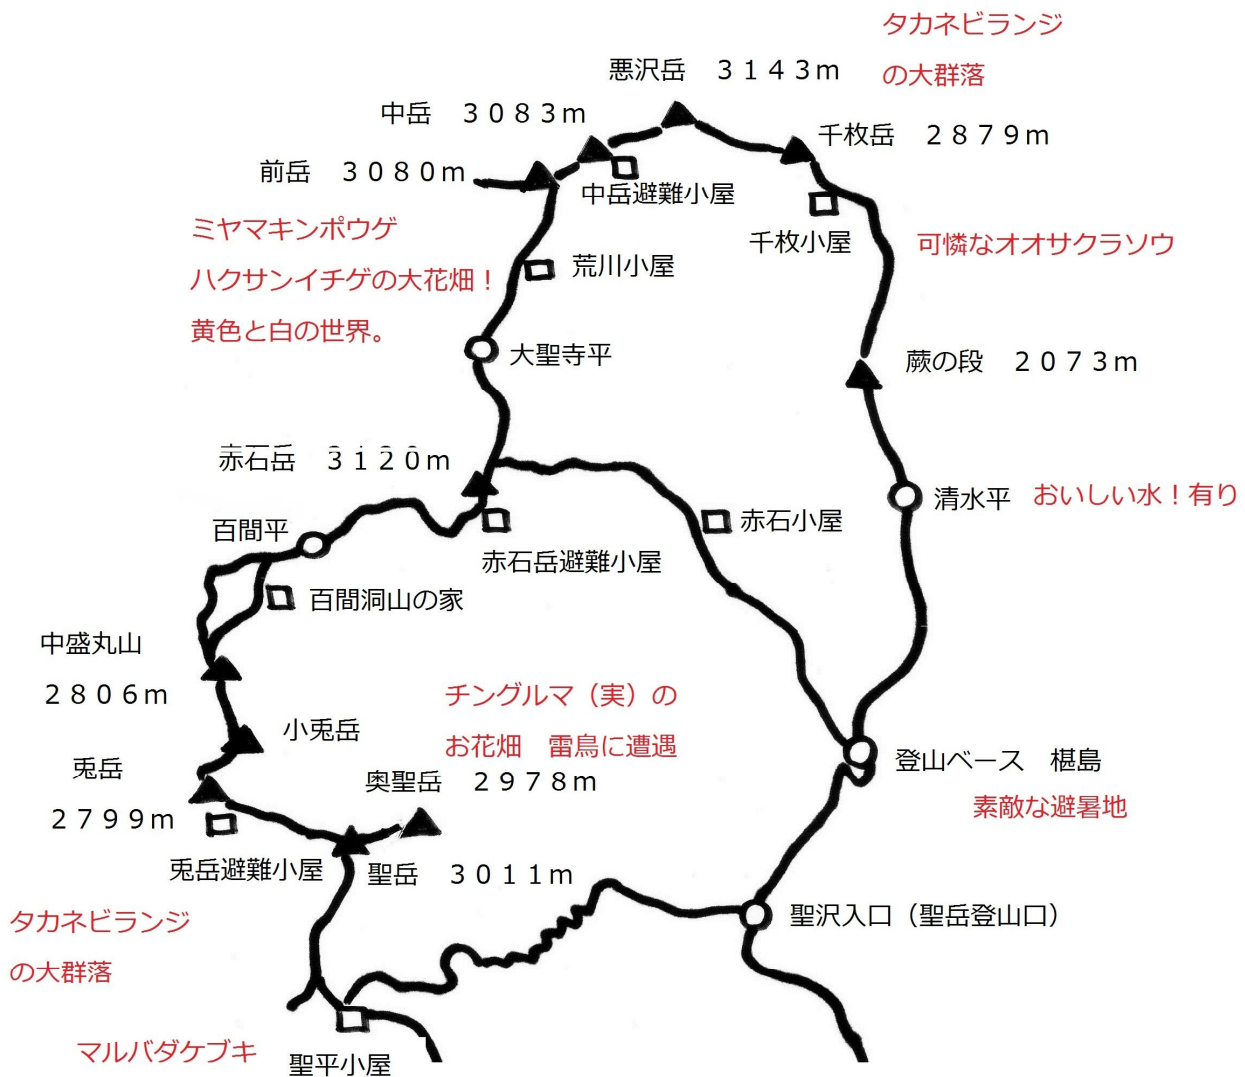 タカネビランジ
の大群落
悪沢岳　３１４３ｍ
中岳　３０８３ｍ
千枚岳　２８７９ｍ
前岳　３０８０ｍ
中岳避難小屋
千枚小屋
ミヤマキンポウゲ
ハクサンイチゲの大花畑！
黄色と白の世界。
可憐なオオサクラソウ
荒川小屋
大聖寺平
蕨の段　２０７３ｍ
赤石岳　３１２０ｍ
清水平
おいしい水！有り
百間平
赤石小屋
赤石岳避難小屋
百間洞山の家
中盛丸山
２８０６ｍ
チングルマ（実）の
お花畑　雷鳥に遭遇
小兎岳
兎岳
２７９９ｍ
奥聖岳　２９７８ｍ
登山ベース　椹島
素敵な避暑地
兎岳避難小屋
聖岳　３０１１ｍ
聖沢入口（聖岳登山口）
タカネビランジ
の大群落
マルバダケブキ
聖平小屋